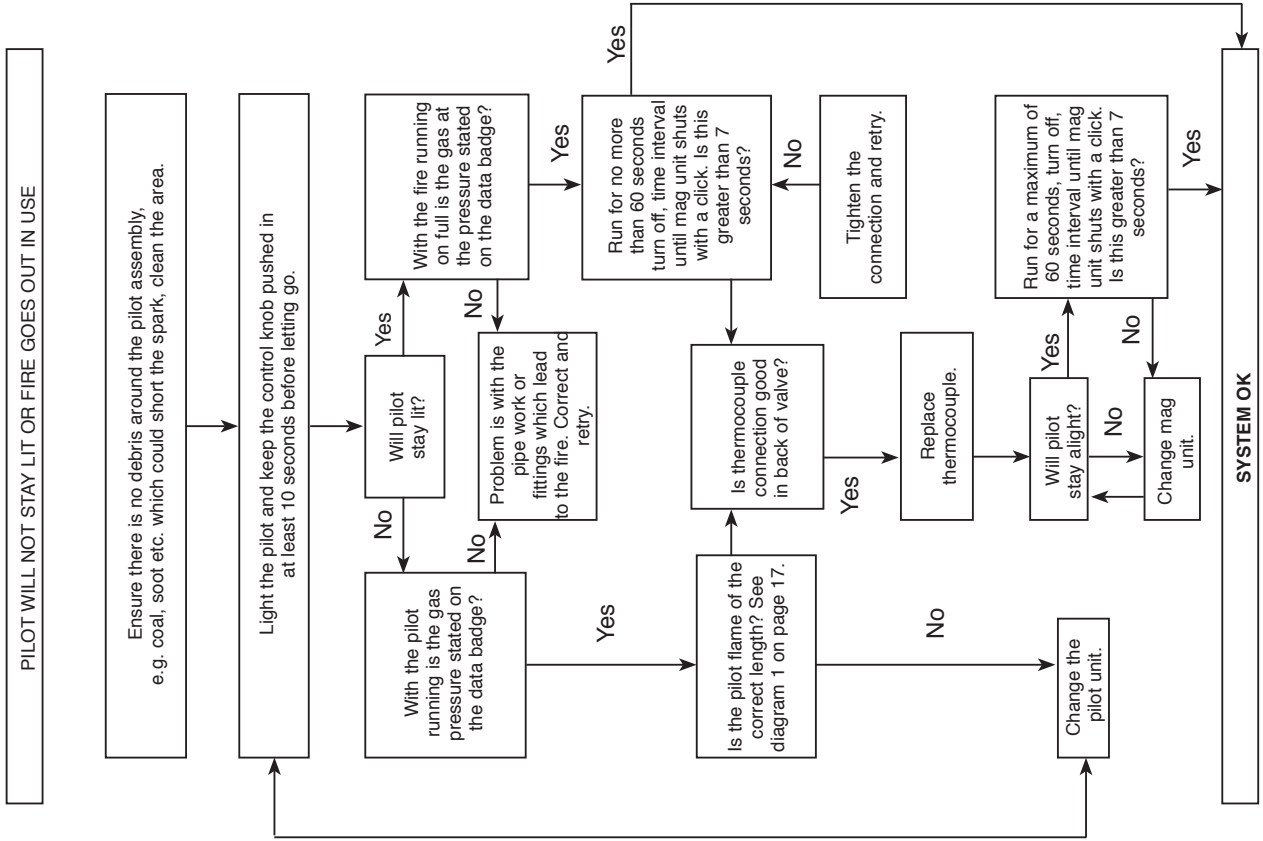 PILOT WILL NOT STAY LIT OR FIRE GOES OUT IN USE
Ensure there is no debris around the pilot assembly,
e.g. coal, soot etc. which could short the spark, clean the area.
Light the pilot and keep the control knob pushed in
at least 10 seconds before letting go.
Will pilot
stay lit?
No
Yes
With the pilot
running is the gas
pressure stated on
the data badge?
With the fire running
on full is the gas at
the pressure stated
on the data badge?
No
No
Problem is with the
pipe work or
fittings which lead
to the fire. Correct and
retry.
Yes
Yes
Run for no more
than 60 seconds
turn off, time interval
until mag unit shuts
with a click. Is this
greater than 7
seconds?
Yes
Is the pilot flame of the
correct length? See
diagram 1 on page 17.
Is thermocouple
connection good
in back of valve?
No
Tighten the
connection and retry.
Yes
No
Replace
thermocouple.
Will pilot
stay alight?
Yes
Run for a maximum of
60 seconds, turn off,
time interval until mag
unit shuts with a click.
Is this greater than 7
seconds?
No
No
Change the
pilot unit.
Change mag
unit.
Yes
SYSTEM OK